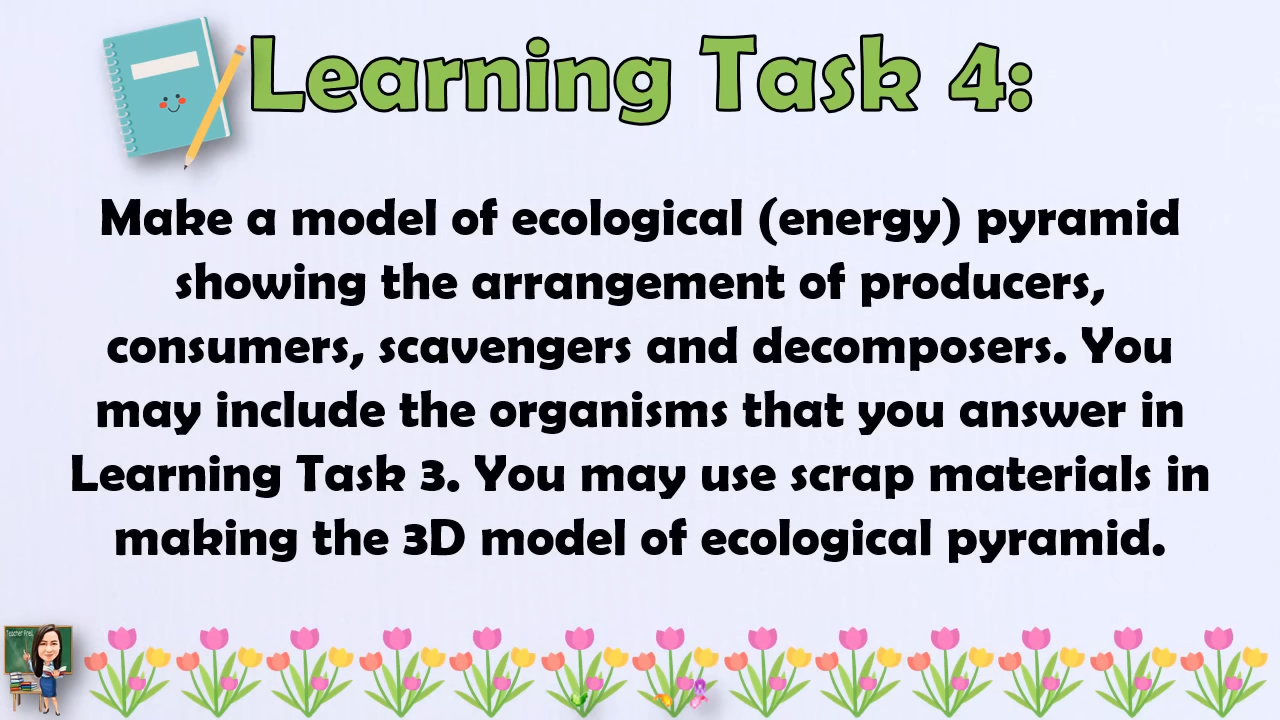 Learning Task 4:
Make a model of ecological (energy) pyramid
showing the arrangement of producers,
consumers, scavengers and decomposers. You
may include the organisms that you answer in
Learning Task 3. You may use scrap materials in
making the 3D model of ecological pyramid.